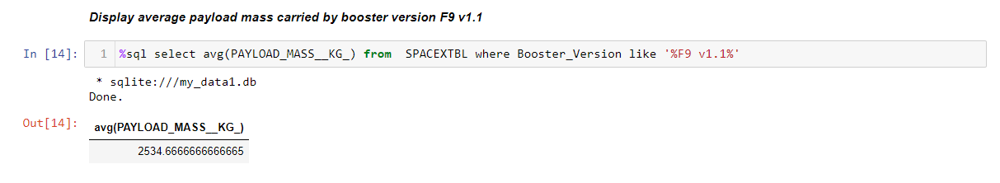 Display average payload mass carried by booster version F9 v1.1
In [14]: 1 %sql select avg(PAYLOAD_MASS__KG_) from  SPACEXTBL where Booster_Version like '%F9 v1.1%'
* sqlite:///my_data1.db
Done.
Out[14]: avg(PAYLOAD_MASS__KG_)
2534.6666666666665